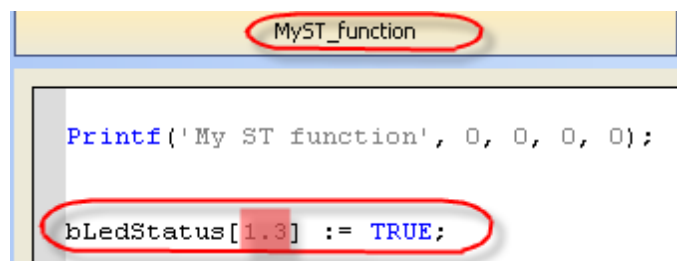 MyST_function
Printf('My ST function', 0, 0, 0, 0);
bLedStatus[1.3] := TRUE;